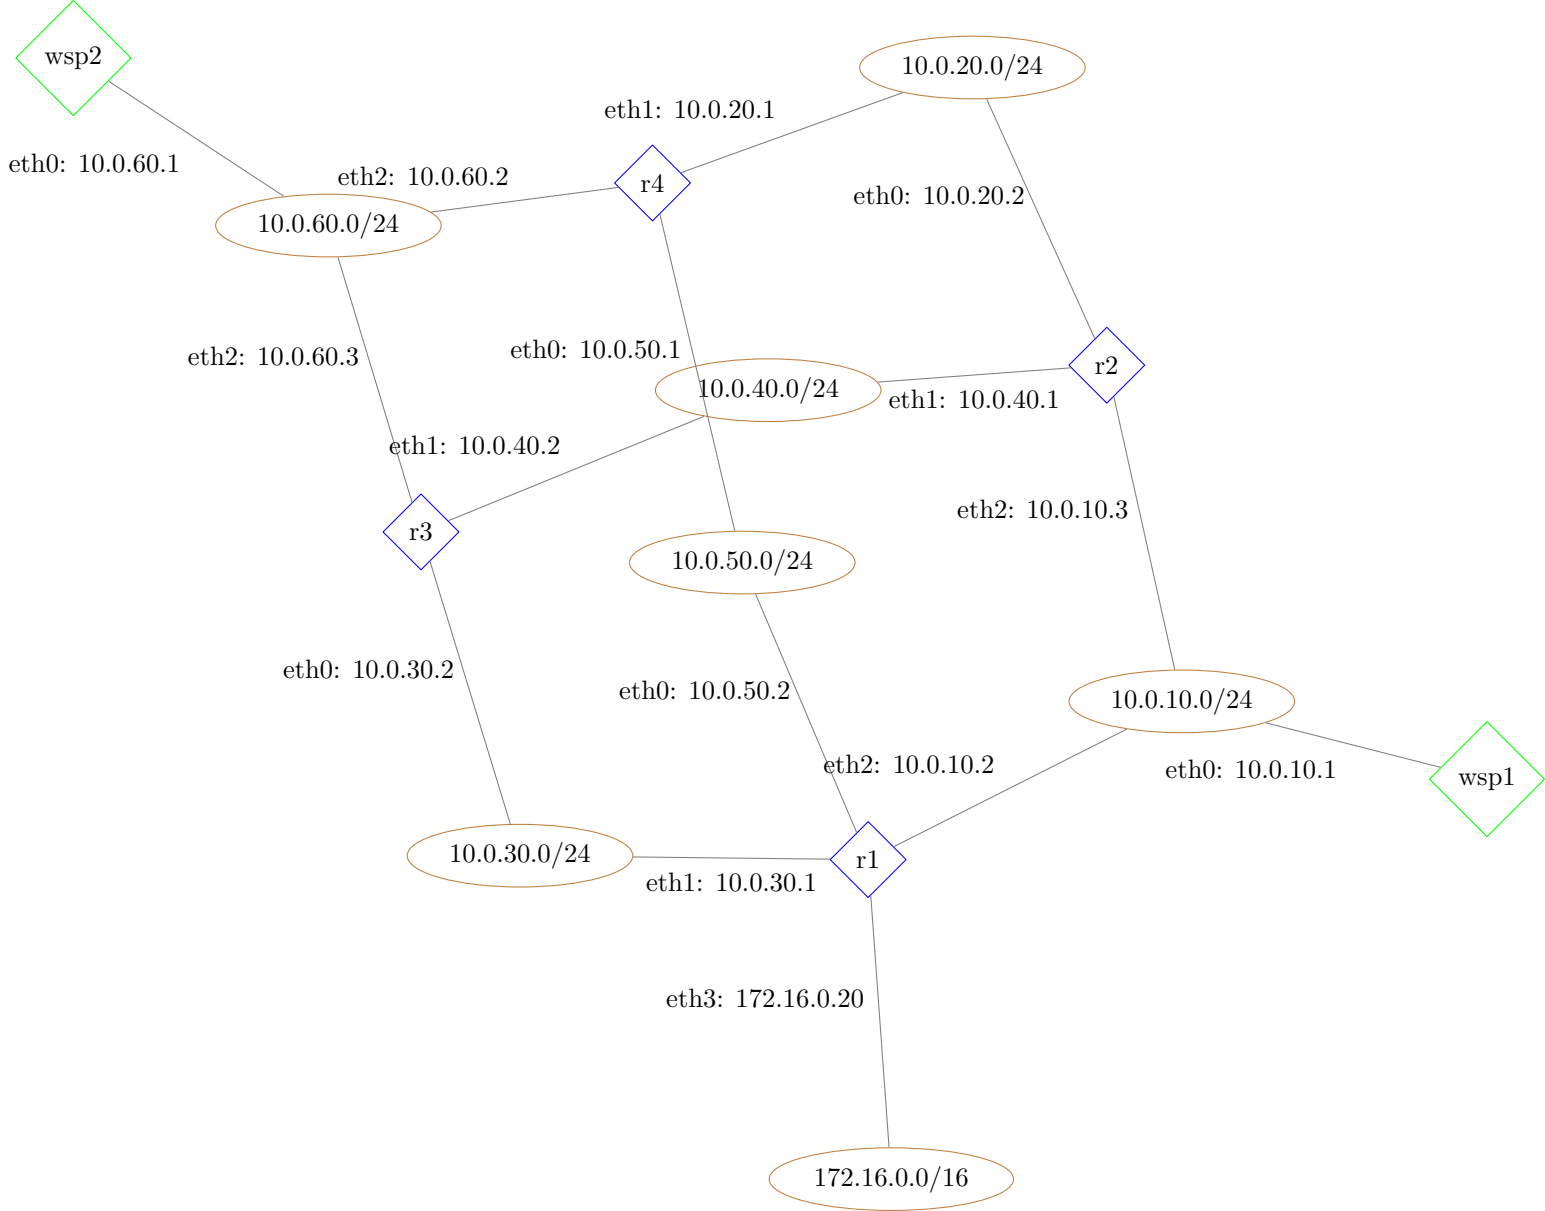 wsp2
10.0.20.0/24
eth1: 10.0.20.1
eth0: 10.0.60.1
eth2: 10.0.60.2
r4
eth0: 10.0.20.2
10.0.60.0/24
eth2: 10.0.60.3
eth0: 10.0.50.1
r2
10.0.40.0/24
eth1: 10.0.40.1
eth1: 10.0.40.2
eth2: 10.0.10.3
r3
10.0.50.0/24
eth0: 10.0.30.2
eth0: 10.0.50.2
10.0.10.0/24
eth2: 10.0.10.2
eth0: 10.0.10.1
wsp1
10.0.30.0/24
r1
eth1: 10.0.30.1
eth3: 172.16.0.20
172.16.0.0/16